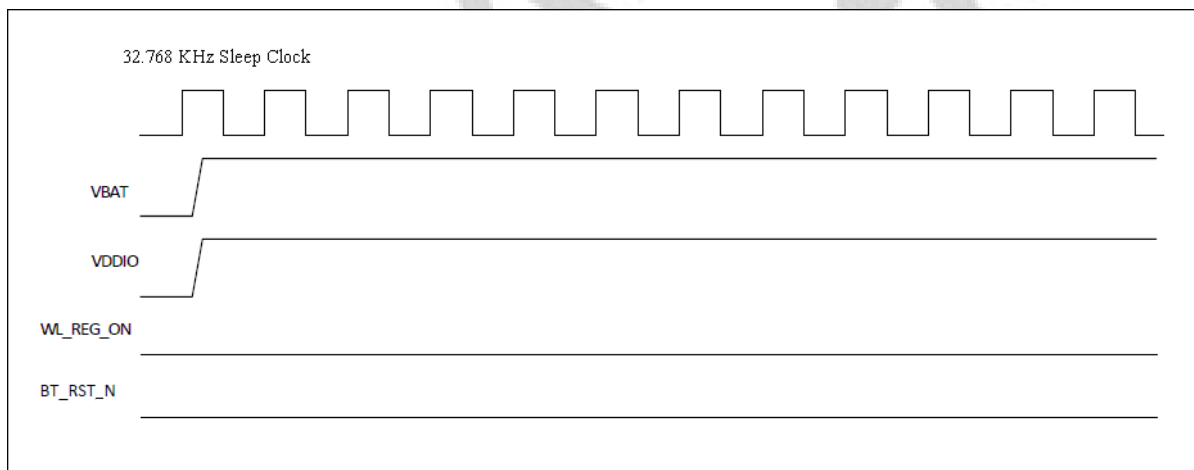 32.768 KHz Sleep Clock
VBAT
VDDIO
WL_REG_ON
BT_RST_N